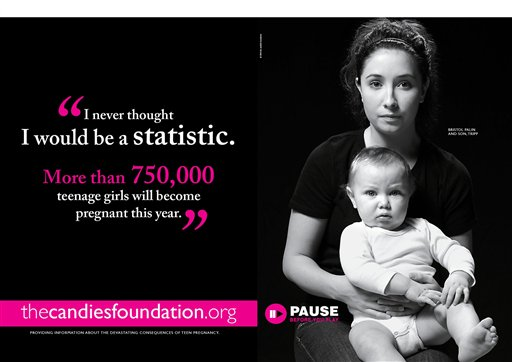 “I never thought
I would be a statistic.
More than 750,000
teenage girls will become
pregnant this year.”
thecandiesfoundation.org
PROVIDING INFORMATION ABOUT THE DEVASTATING CONSEQUENCES OF TEEN PREGNANCY.
BRISTOL PALIN
AND SON, TRIPP
PAUSE
BEFORE YOU PLAY